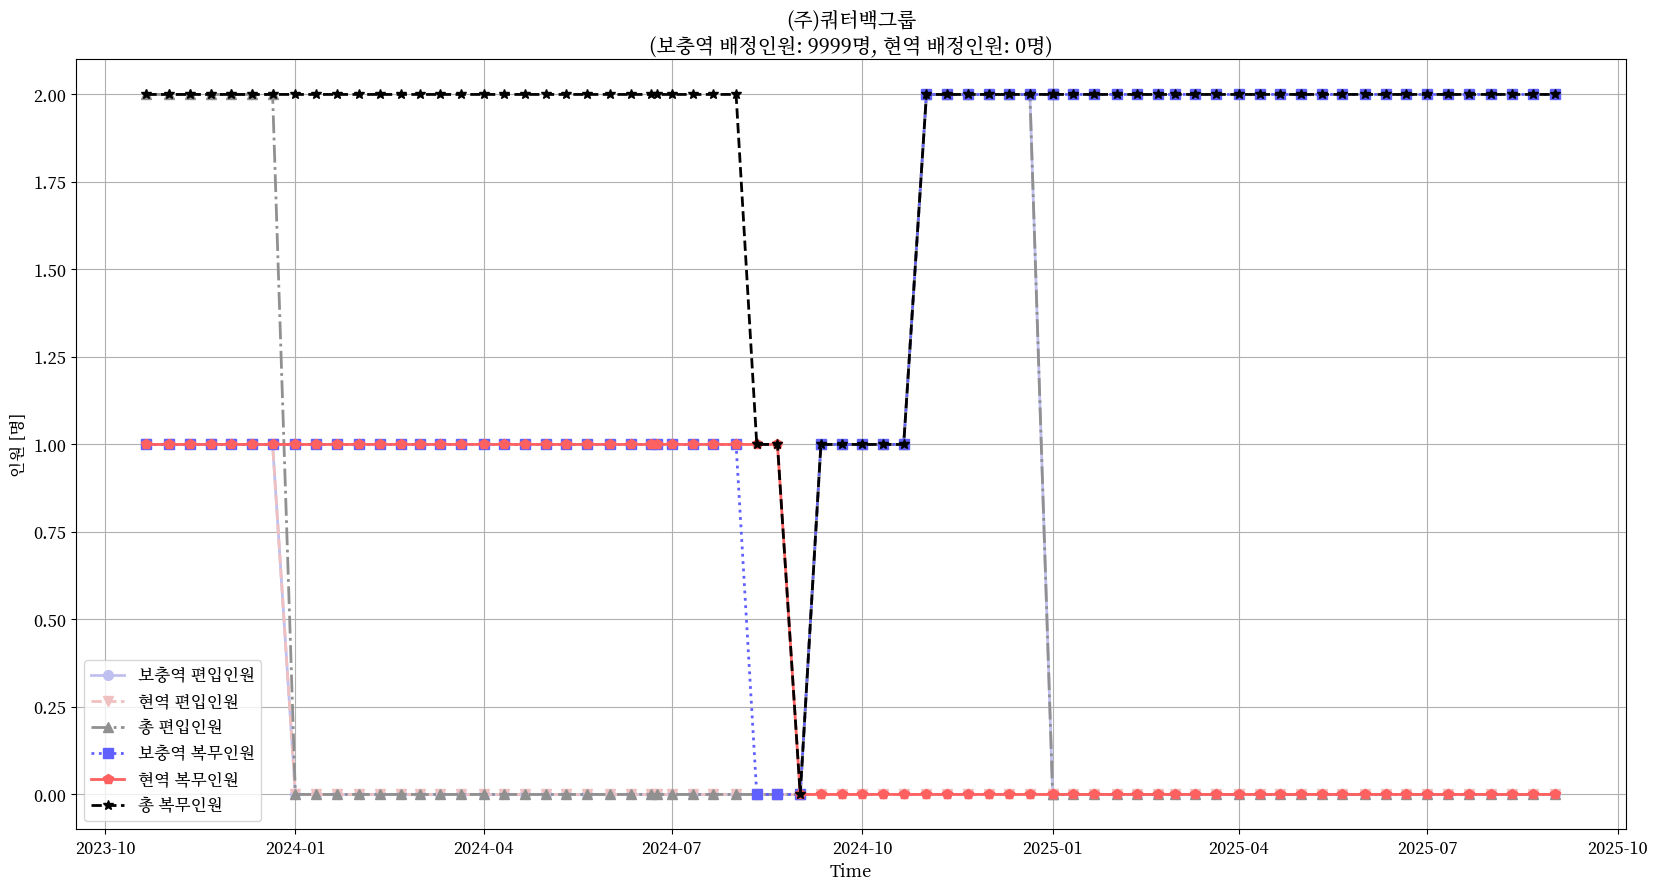 (주)쿼터백그룹
(보충역 배정인원: 9999명, 현역 배정인원: 0명)
2.00
1.75
1.50
1.25
1.00
0.75
0.50
0.25
0.00
인원 [명]
보충역 편입인원
현역 편입인원
총 편입인원
보충역 복무인원
현역 복무인원
총 복무인원
2023-10 2024-01 2024-04 2024-07 2024-10 2025-01 2025-04 2025-07 2025-10
Time